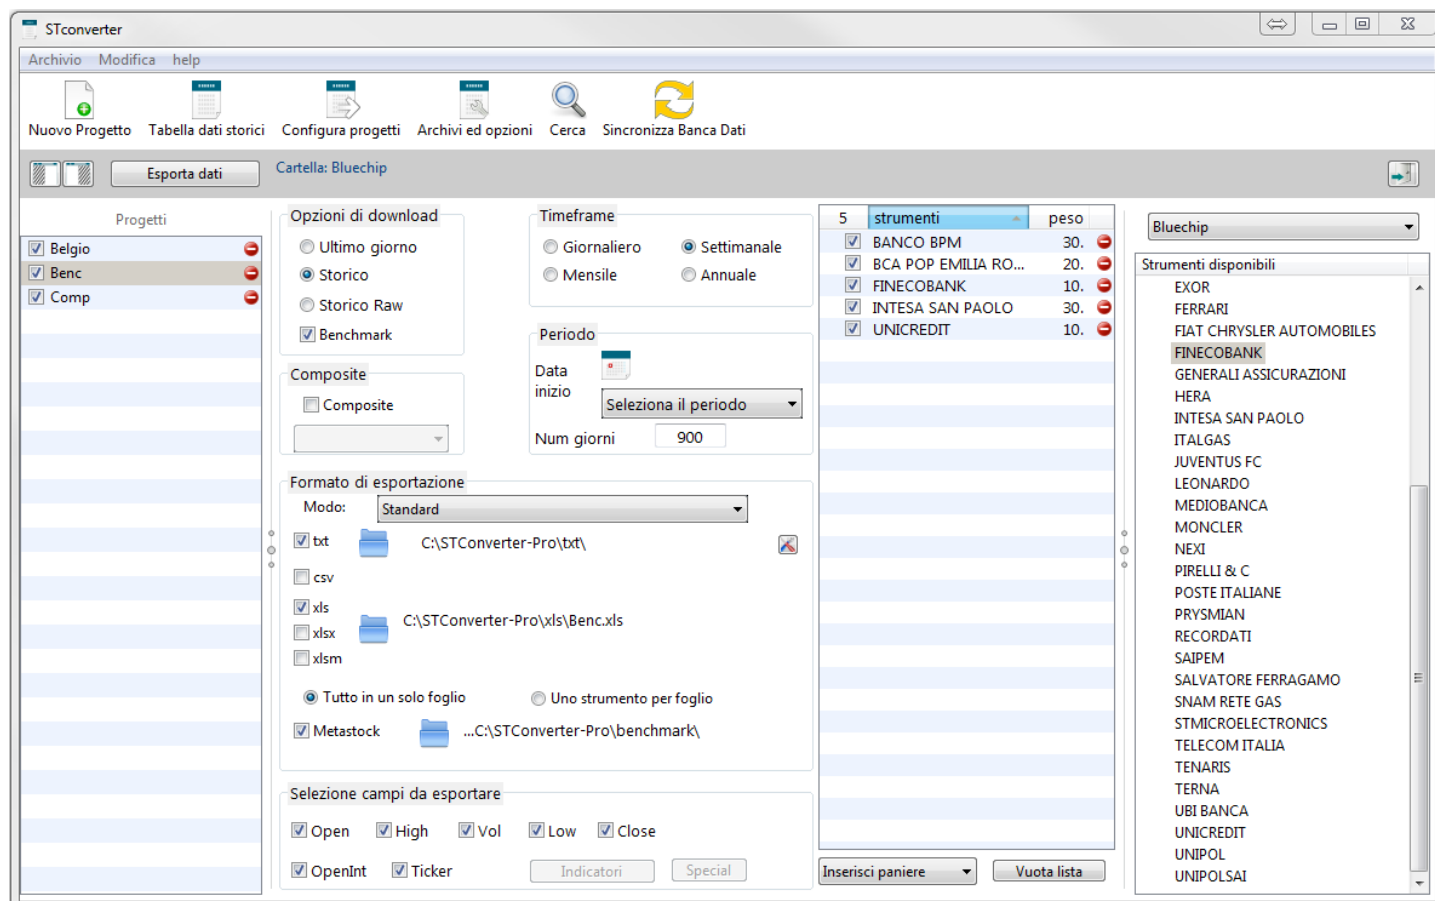 STconverter
Archivio Modifica help
Nuovo Progetto Tabella dati storici Configura progetti Archivi ed opzioni Cerca Sincronizza Banca Dati
Esporta dati Cartella: Bluechip
Progetti
Belgio
Benc
Comp
Opzioni di download
Ultimo giorno
Storico
Storico Raw
Benchmark
Composite
Composite
Timeframe
Giornaliero Settimanale
Mensile Annuale
Periodo
Data
inizio
Seleziona il periodo
Num giorni 900
Formato di esportazione
Modo: Standard
txt C:\STConverter-Pro\txt\
csv
xls
C:\STConverter-Pro\xls\Benc.xls
xlsx
xlsm
Tutto in un solo foglio Uno strumento per foglio
Metastock ...C:\STConverter-Pro\benchmark\
Selezione campi da esportare
Open High Vol Low Close
OpenInt Ticker Indicatori Special
5 strumenti peso
BANCO BPM 30.
BCA POP EMILIA RO... 20.
FINECOBANK 10.
INTESA SAN PAOLO 30.
UNICREDIT 10.
Inserisci paniere Vuota lista
Bluechip
Strumenti disponibili
EXOR
FERRARI
FIAT CHRYSLER AUTOMOBILES
FINECOBANK
GENERALI ASSICURAZIONI
HERA
INTESA SAN PAOLO
ITALGAS
JUVENTUS FC
LEONARDO
MEDIOBANCA
MONCLER
NEXI
PIRELLI & C
POSTE ITALIANE
PRYSMIAN
RECORDATI
SAIPEM
SALVATORE FERRAGAMO
SNAM RETE GAS
STMICROELECTRONICS
TELECOM ITALIA
TENARIS
TERNA
UBI BANCA
UNICREDIT
UNIPOL
UNIPOLSAI